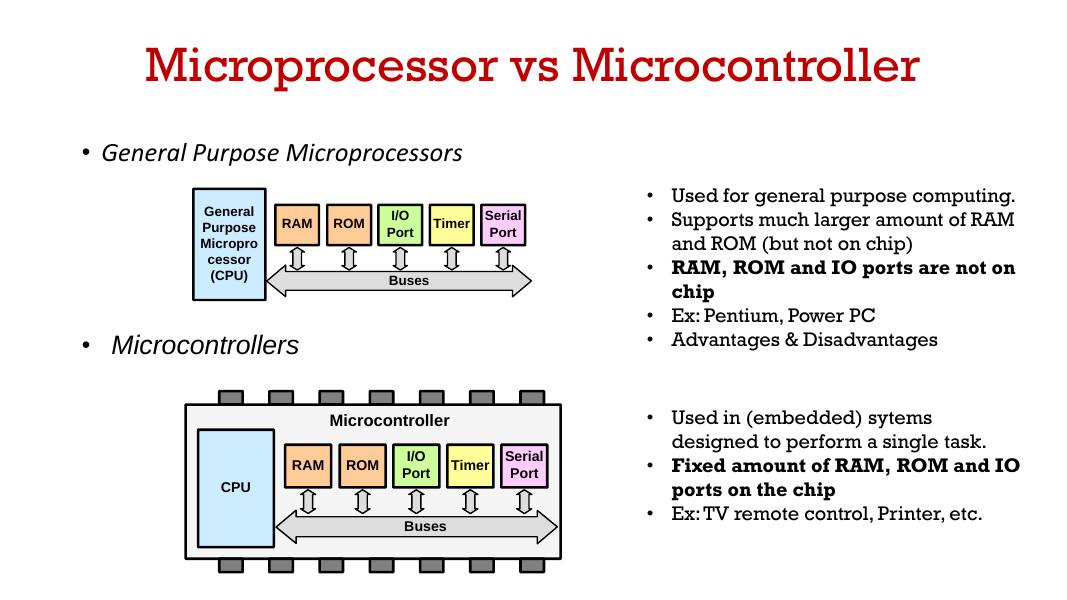 Microprocessor vs Microcontroller
• General Purpose Microprocessors
General
Purpose
Micropro
cessor
(CPU)
RAM
ROM
I/O
Port
Timer
Serial
Port
Buses
• Used for general purpose computing.
• Supports much larger amount of RAM
and ROM (but not on chip)
• RAM, ROM and IO ports are not on
chip
• Ex: Pentium, Power PC
• Advantages & Disadvantages
• Microcontrollers
Microcontroller
CPU
RAM
ROM
I/O
Port
Timer
Serial
Port
Buses
• Used in (embedded) sytems
designed to perform a single task.
• Fixed amount of RAM, ROM and IO
ports on the chip
• Ex: TV remote control, Printer, etc.